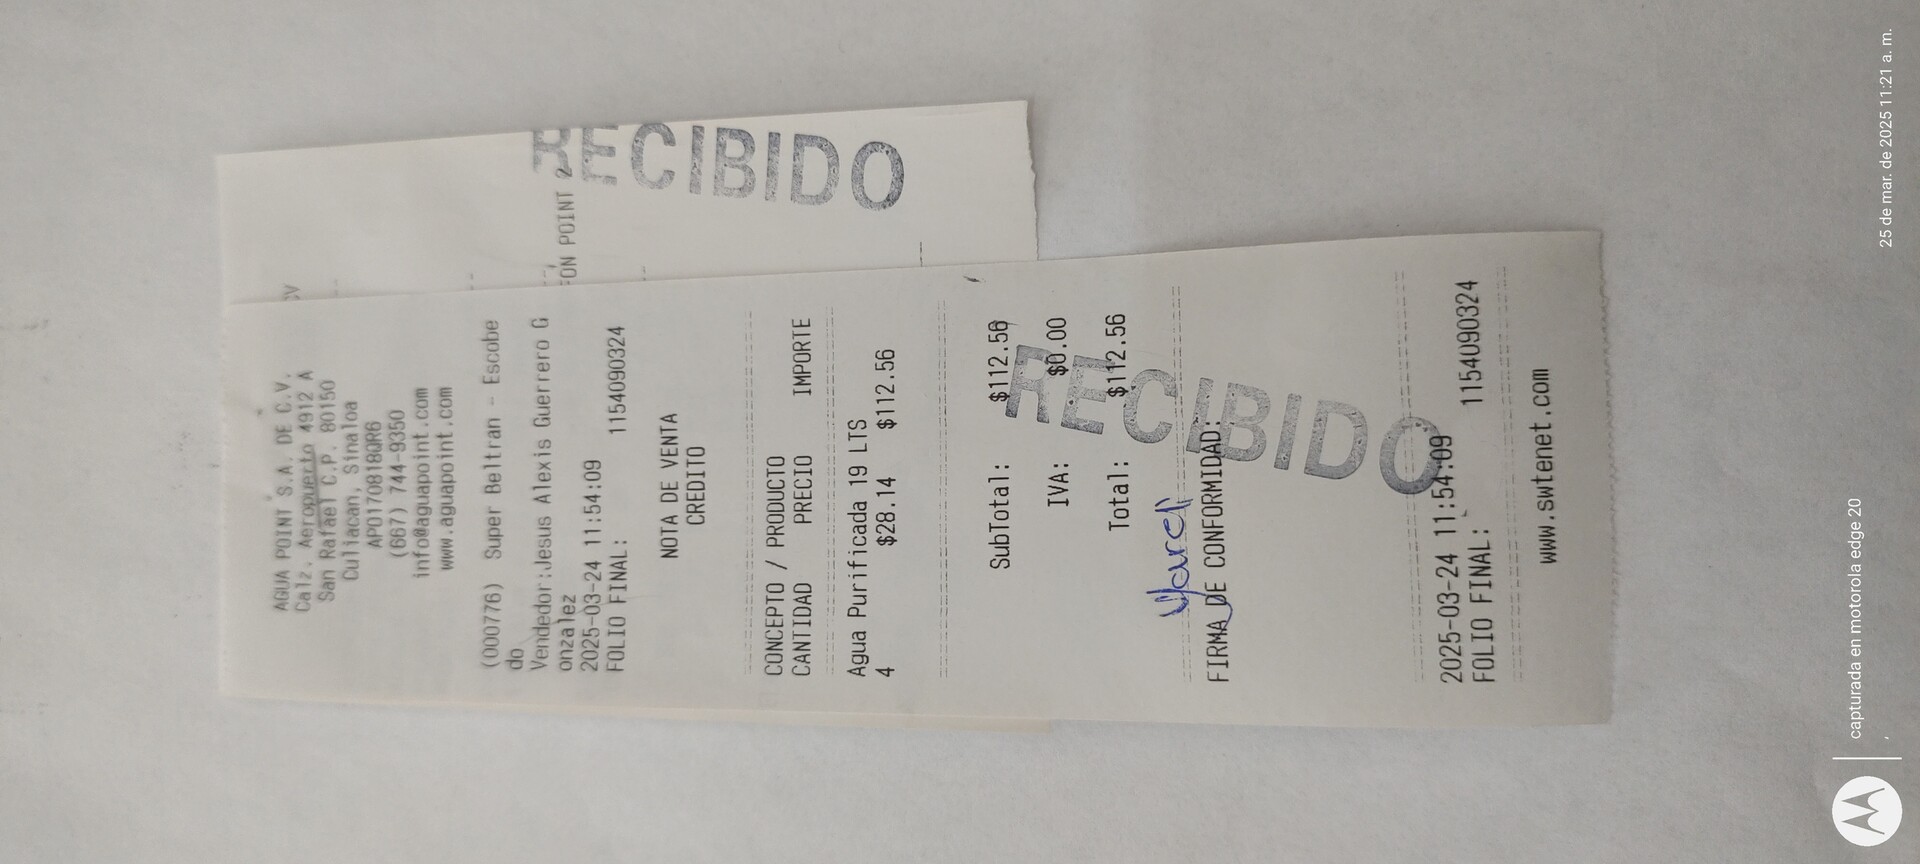 AGUA POINT S.A. DE C.V.
Calz. Aeropuerto 4912 A
San Rafael C.P. 80150
Culiacan, Sinaloa
APO170818QR6
(667) 744-9350
info@aguapoint.com
www.aguapoint.com
(000776) Super Beltran - Escobe
do
Vendedor:Jesus Alexis Guerrero G
onzalez
2025-03-24 11:54:09
FOLIO FINAL: 1154090324
NOTA DE VENTA
CREDITO
CONCEPTO / PRODUCTO
CANTIDAD PRECIO IMPORTE
Agua Purificada 19 LTS
4 $28.14 $112.56
SubTotal: $112.56
IVA: $0.00
Total: $112.56
RECIBIDO
FIRMA DE CONFORMIDAD:
2025-03-24 11:54:09
FOLIO FINAL: 1154090324
www.swtenet.com
CV
POINT 2
RECIBIDO
capturada en motorola edge 20
25 de mar. de 2025 11:21 a. m.